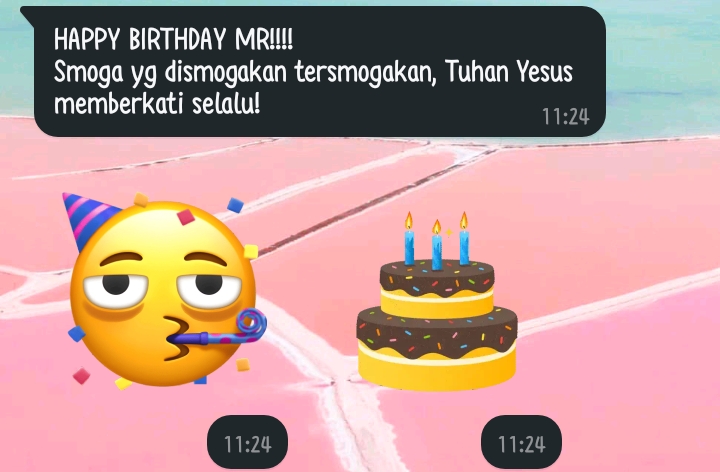 HAPPY BIRTHDAY MR!!!!
Smoga yg dismogakan tersmogakan, Tuhan Yesus
memberkati selalu!
11:24
11:24
11:24